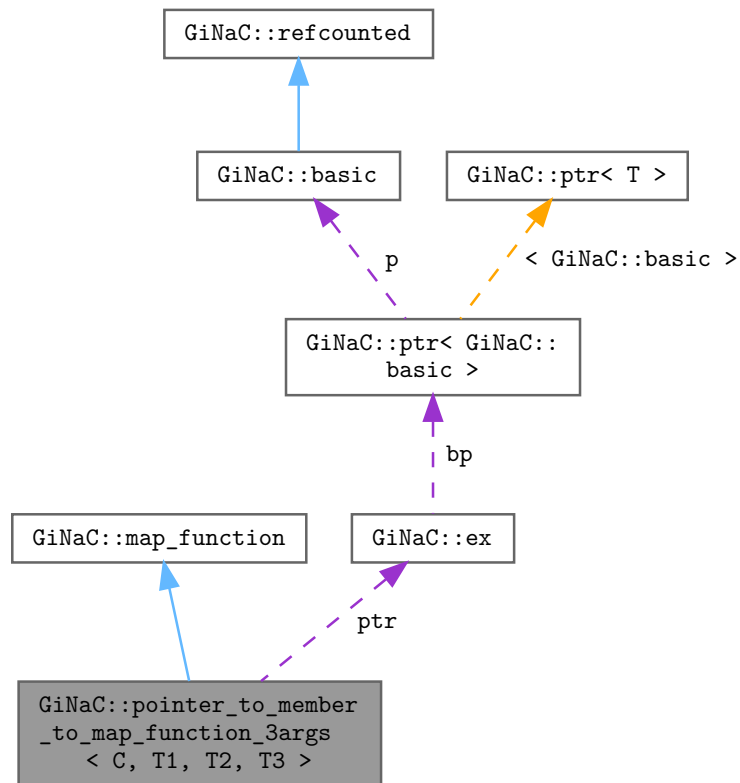 GiNaC::refcounted
GiNaC::basic
GiNaC::ptr< T >
p
< GiNaC::basic >
GiNaC::ptr< GiNaC::
basic >
bp
GiNaC::map_function
GiNaC::ex
ptr
GiNaC::pointer_to_member
_to_map_function_3args
< C, T1, T2, T3 >